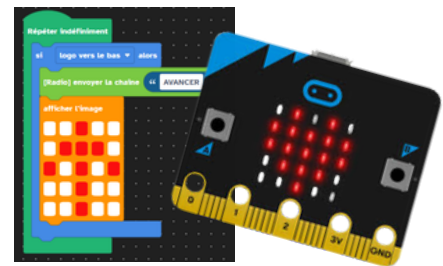 Répéter indéfiniment
si logo vers le bas alors
[Radio] envoyer la chaîne “ AVANCER
afficher l'image
A
B
0
1
2
3V
GND